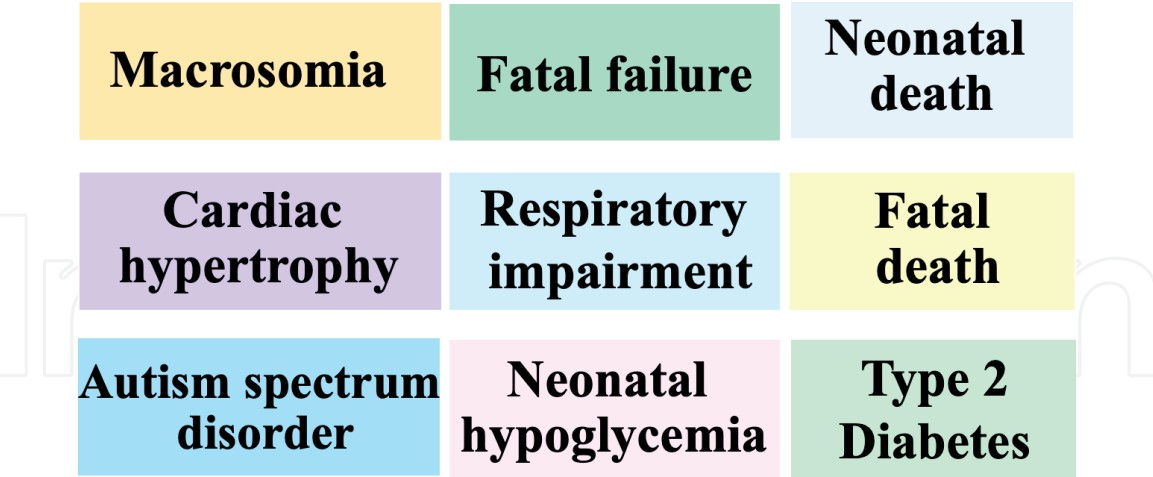 Macrosomia
Fatal failure
Neonatal
death
Cardiac
hypertrophy
Respiratory
impairment
Fatal
death
Autism spectrum
disorder
Neonatal
hypoglycemia
Type 2
Diabetes